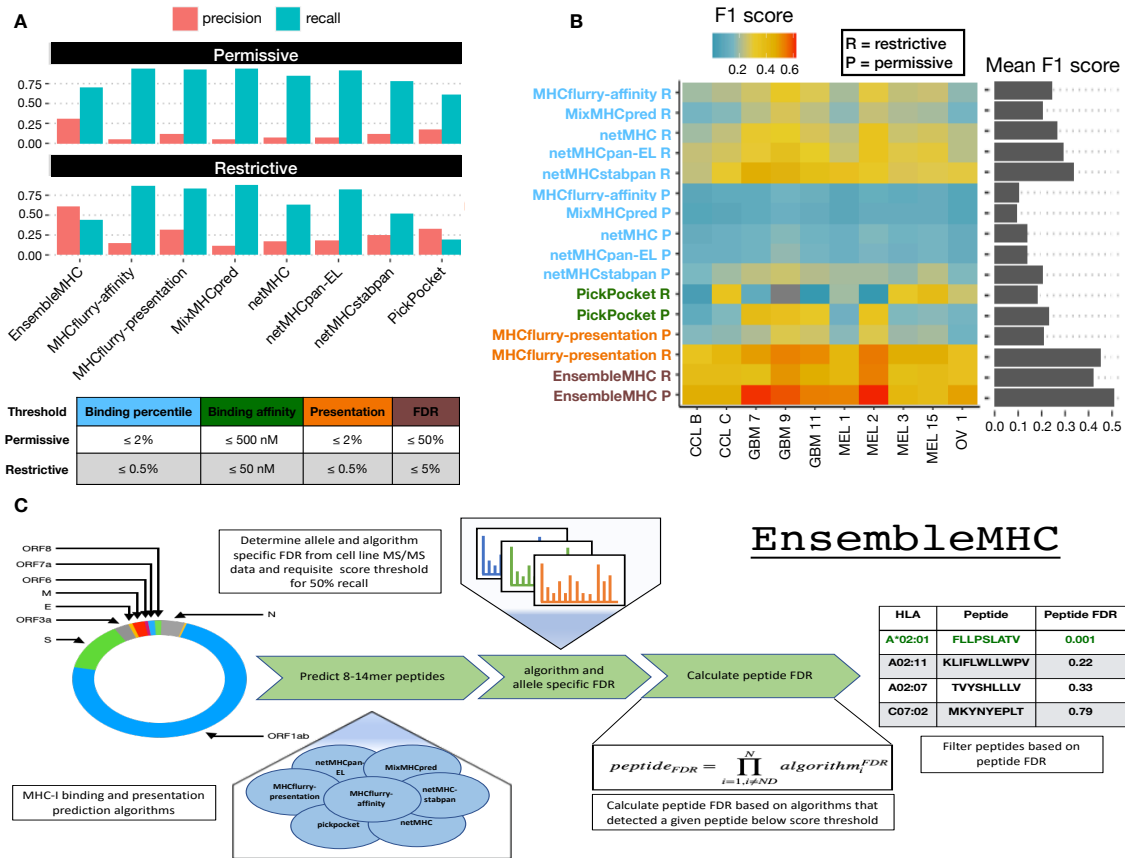 A
precision
recall
Permissive
0.75
0.50
0.25
0.00
Restrictive
0.75
0.50
0.25
0.00
EnsembleMHC
MHCflurry-affinity
MHCflurry-presentation
MixMHCpred
netMHC
netMHCpan-EL
netMHCstabpan
PickPocket
Threshold
Binding percentile
Binding affinity
Presentation
FDR
Permissive
≤ 2%
≤ 500 nM
≤ 2%
≤ 50%
Restrictive
≤ 0.5%
≤ 50 nM
≤ 0.5%
≤ 5%
B
F1 score
0.2
0.4
0.6
R = restrictive
P = permissive
Mean F1 score
MHCflurry-affinity R
MixMHCpred R
netMHC R
netMHCpan-EL R
netMHCstabpan R
MHCflurry-affinity P
MixMHCpred P
netMHC P
netMHCpan-EL P
netMHCstabpan P
PickPocket R
PickPocket P
MHCflurry-presentation P
MHCflurry-presentation R
EnsembleMHC R
EnsembleMHC P
CCL B
CCL C
GBM 7
GBM 9
GBM 11
MEL 1
MEL 2
MEL 3
MEL 15
OV 1
0.0
0.1
0.2
0.3
0.4
0.5
C
ORF8
ORF7a
ORF6
M
E
ORF3a
S
N
ORF1ab
Determine allele and algorithm
specific FDR from cell line MS/MS
data and requisite score threshold
for 50% recall
EnsembleMHC
Predict 8-14mer peptides
algorithm and
allele specific FDR
Calculate peptide FDR
HLA
Peptide
Peptide FDR
A*02:01
FLLPSLATV
0.001
A02:11
KLIFLWLLWPV
0.22
A02:07
TVYSHLLLV
0.33
C07:02
MKYNYEPLT
0.79
Filter peptides based on
peptide FDR
MHC-I binding and presentation
prediction algorithms
netMHCpan-
EL
MixMHCpred
MHCflurry-
presentation
MHCflurry-
affinity
netMHC-
stabpan
pickpocket
netMHC
peptide_FDR = ∏_{i=1,i≠ND}^{N} algorithm_i^FDR
Calculate peptide FDR based on algorithms that
detected a given peptide below score threshold